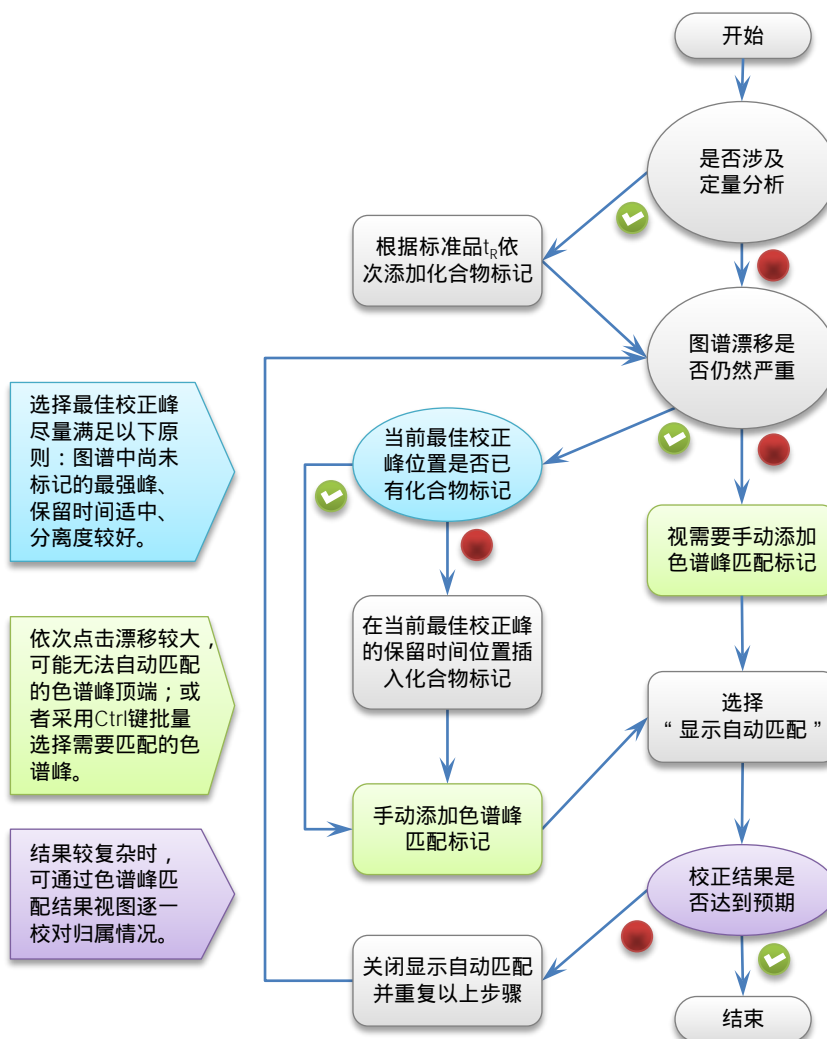 开始
是否涉及
定量分析
根据标准品tR依
次添加化合物标记
图谱漂移是
否仍然严重
选择最佳校正峰
尽量满足以下原
则：图谱中尚未
标记的最强峰、
保留时间适中、
分离度较好。
当前最佳校正
峰位置是否已
有化合物标记
视需要手动添加
色谱峰匹配标记
依次点击漂移较大，
可能无法自动匹配
的色谱峰顶端；或
者采用Ctrl键批量
选择需要匹配的色
谱峰。
在当前最佳校正峰
的保留时间位置插
入化合物标记
选择
“显示自动匹配”
手动添加色谱峰
匹配标记
结果较复杂时，
可通过色谱峰匹
配结果视图逐一
校对归属情况。
校正结果是
否达到预期
关闭显示自动匹配
并重复以上步骤
结束